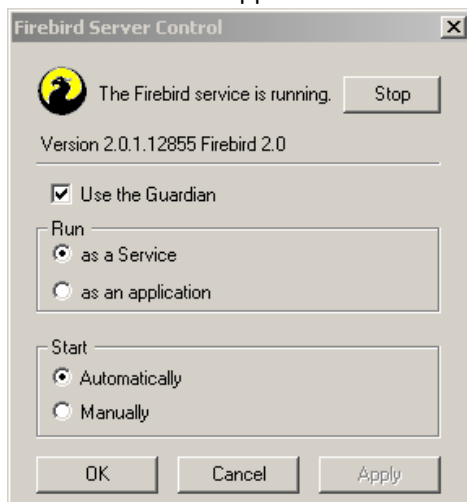 Firebird Server Control
The Firebird service is running. Stop
Version 2.0.1.12855 Firebird 2.0
Use the Guardian
Run
as a Service
as an application
Start
Automatically
Manually
OK Cancel Apply